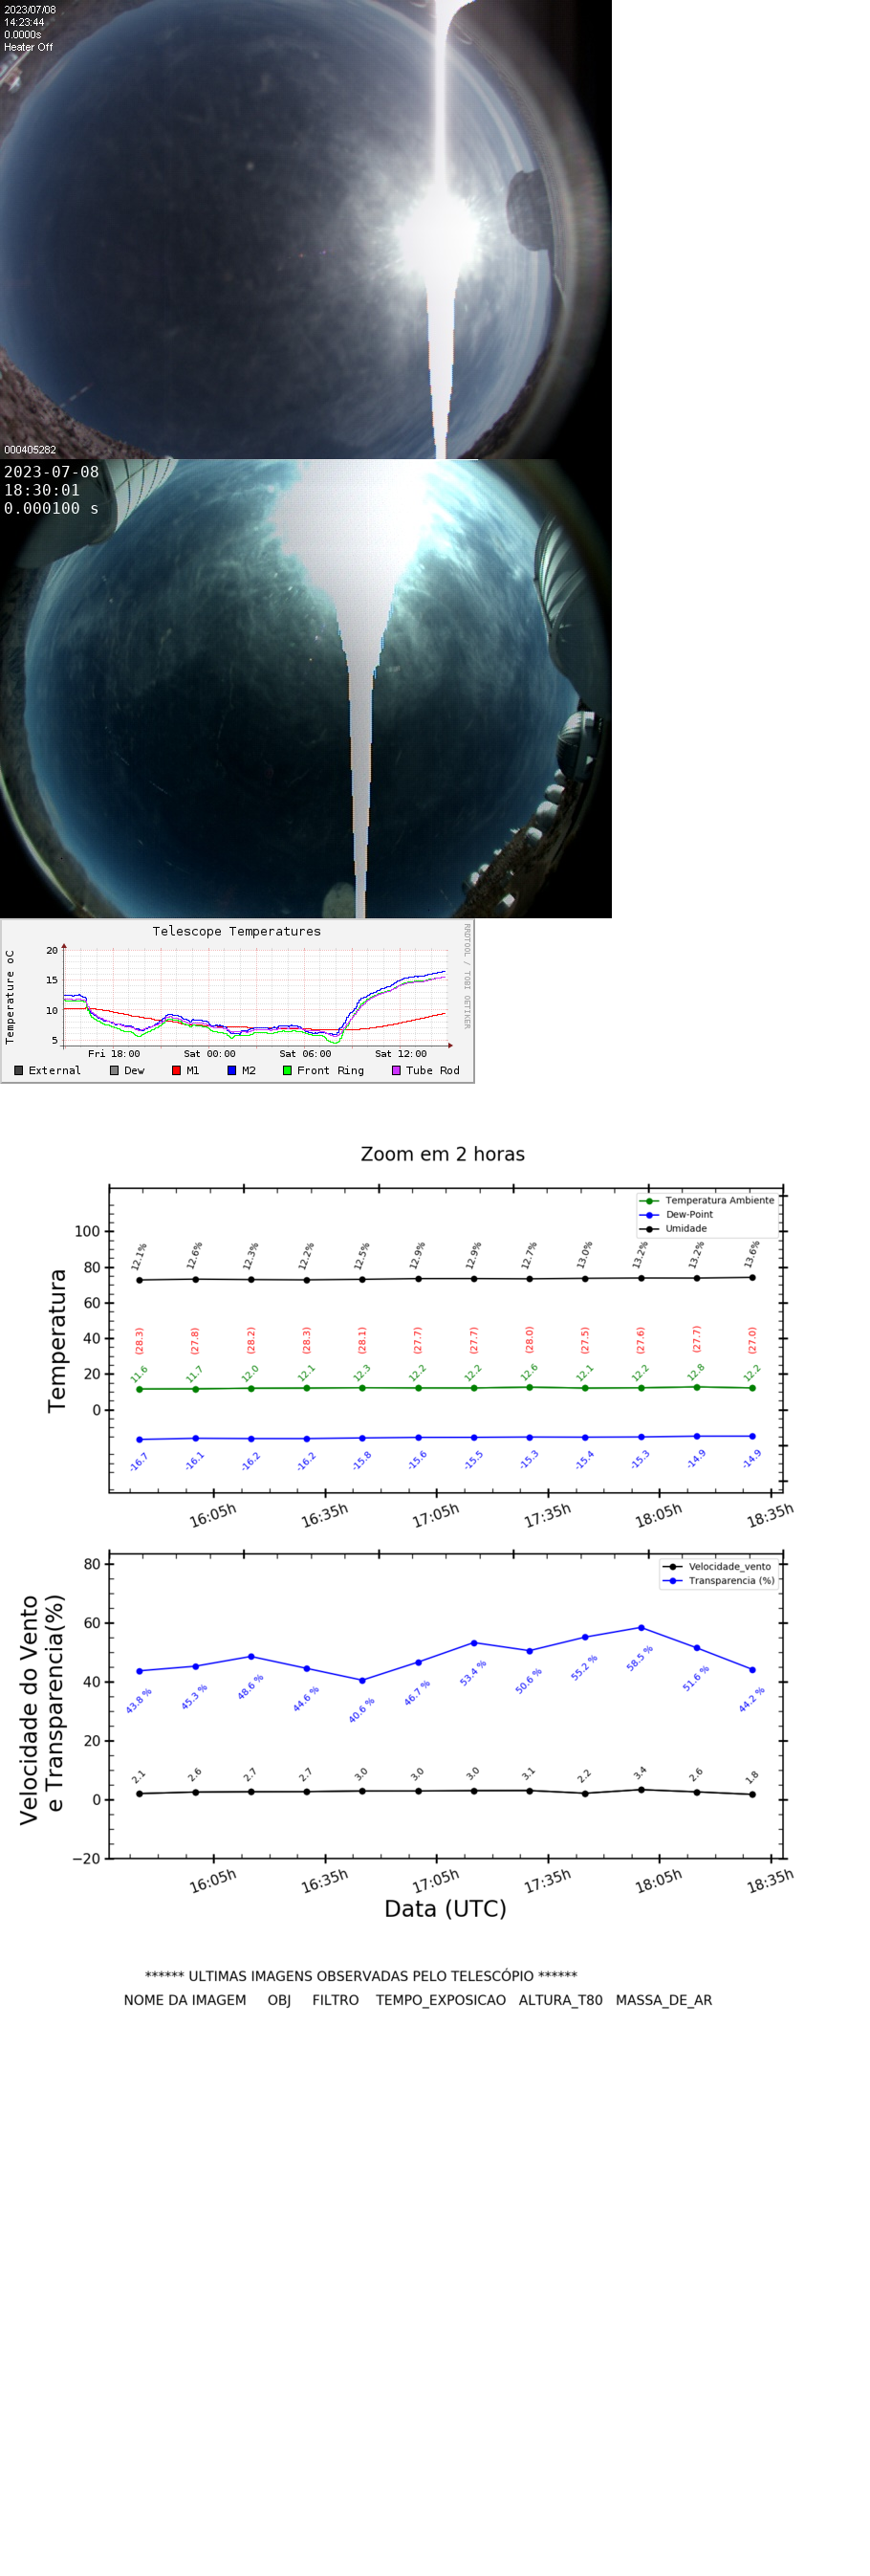 2023/07/08
14:23:44
0.0000s
Heater Off
000405282
2023-07-08
18:30:01
0.000100 s
Telescope Temperatures
RRDTOOL / TOBI OETIKER
Temperature oC
20
15
10
5
Fri 18:00 Sat 00:00 Sat 06:00 Sat 12:00
External Dew M1 M2 Front Ring Tube Rod
Zoom em 2 horas
Temperatura Ambiente
Dew-Point
Umidade
Temperatura
100
80
60
40
20
0
12.1% 12.6% 12.3% 12.2% 12.5% 12.9% 12.9% 12.7% 13.0% 13.2% 13.2% 13.6%
(28.3) (27.8) (28.2) (28.3) (28.1) (27.7) (27.7) (28.0) (27.5) (27.6) (27.7) (27.0)
11.6 11.7 12.0 12.1 12.3 12.2 12.2 12.6 12.1 12.2 12.8 12.2
-16.7 -16.1 -16.2 -16.2 -15.8 -15.6 -15.5 -15.3 -15.4 -15.3 -14.9 -14.9
16:05h 16:35h 17:05h 17:35h 18:05h 18:35h
Velocidade_vento
Transparencia (%)
Velocidade do Vento
e Transparencia(%)
80
60
40
20
0
−20
43.8 % 45.3 % 48.6 % 44.6 % 40.6 % 46.7 % 53.4 % 50.6 % 55.2 % 58.5 % 51.6 % 44.2 %
2.1 2.6 2.7 2.7 3.0 3.0 3.0 3.1 2.2 3.4 2.6 1.8
16:05h 16:35h 17:05h 17:35h 18:05h 18:35h
Data (UTC)
****** ULTIMAS IMAGENS OBSERVADAS PELO TELESCÓPIO ******
NOME DA IMAGEM OBJ FILTRO TEMPO_EXPOSICAO ALTURA_T80 MASSA_DE_AR